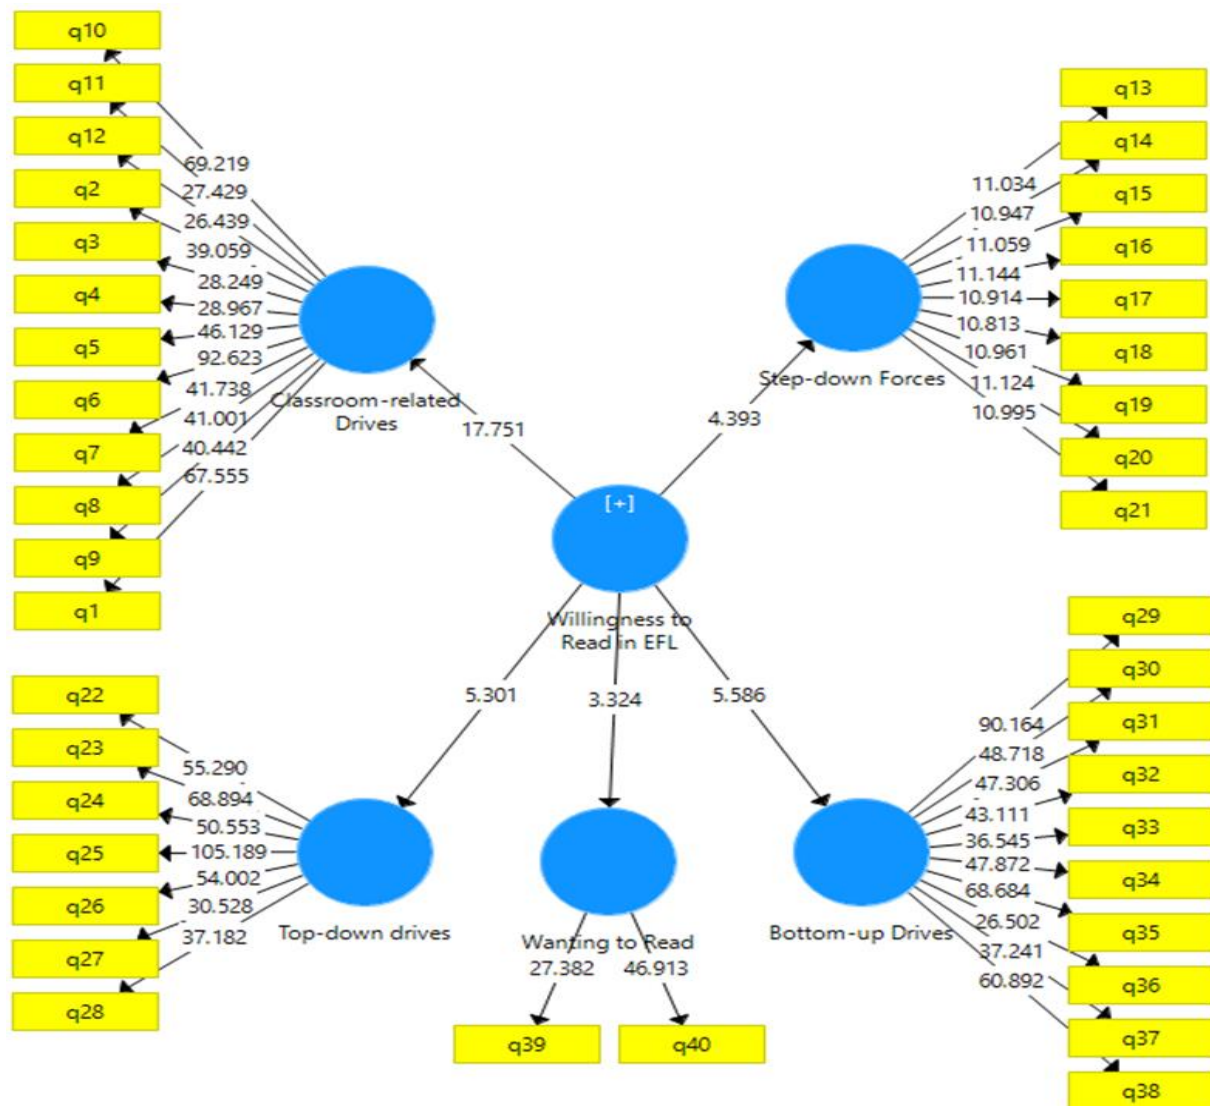 q10
q11
q12
q2
q3
q4
q5
q6
q7
q8
q9
q1
69.219
27.429
26.439
39.059
28.249
28.967
46.129
92.623
41.738
41.001
40.442
67.555
Classroom-related
Drives
17.751
q13
q14
q15
q16
q17
q18
q19
q20
q21
11.034
10.947
11.059
11.144
10.914
10.813
10.961
11.124
10.995
Step-down Forces
4.393
[+]
Willingness to
Read in EFL
5.301
3.324
5.586
q22
q23
q24
q25
q26
q27
q28
55.290
68.894
50.553
105.189
54.002
30.528
37.182
Top-down drives
Wanting to Read
27.382
46.913
q39
q40
q29
q30
q31
q32
q33
q34
q35
q36
q37
q38
90.164
48.718
47.306
43.111
36.545
47.872
68.684
26.502
37.241
60.892
Bottom-up Drives